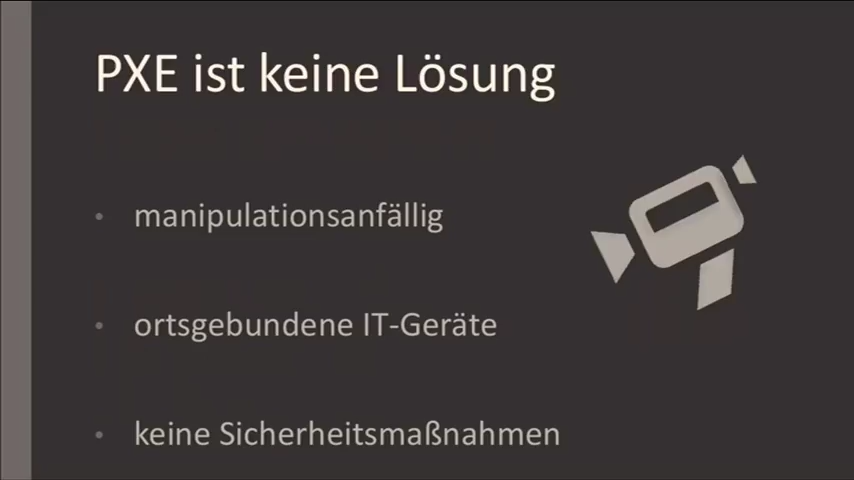 PXE ist keine Lösung
• manipulationsanfällig
• ortsgebundene IT-Geräte
• keine Sicherheitsmaßnahmen